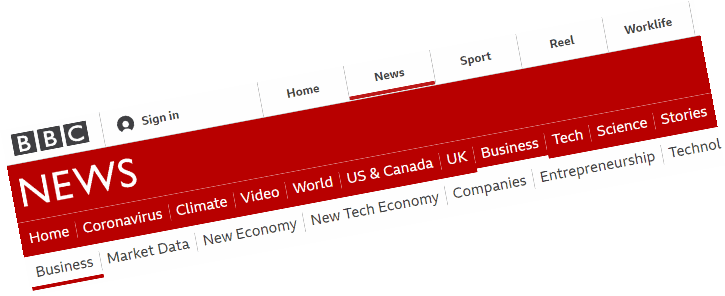 BBC Sign in Home News Sport Reel Worklife
NEWS
Home Coronavirus Climate Video World US & Canada UK Business Tech Science Stories
Business Market Data New Economy New Tech Economy Companies Entrepreneurship Technol